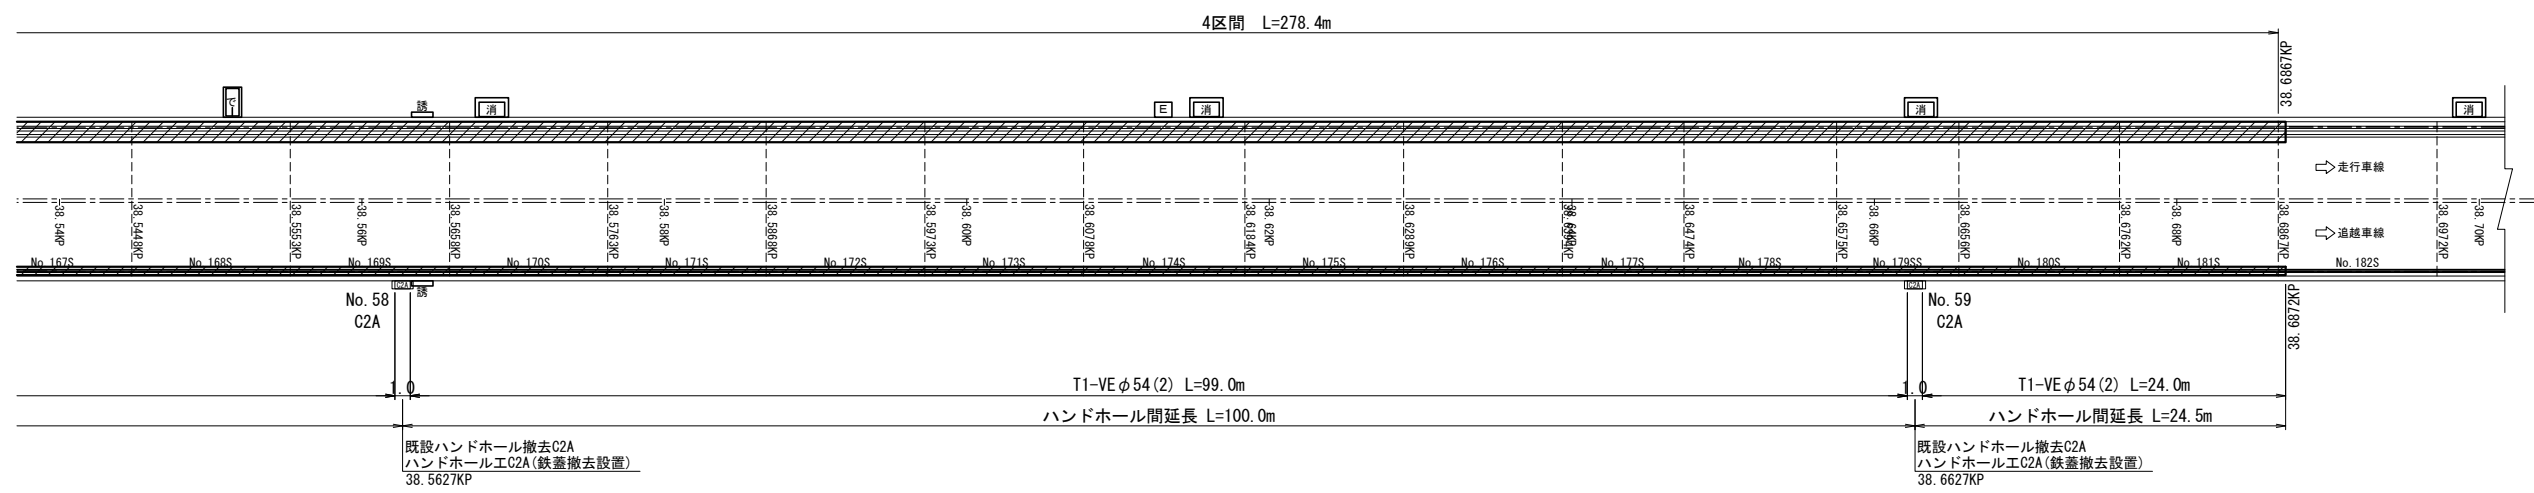 4区間 L=278.4m
38.6867KP
で
誘
消
E
消
消
消
走行車線
38.54KP
38.5448KP
38.5553KP
38.56KP
38.5658KP
38.5763KP
38.58KP
38.5868KP
38.5973KP
38.60KP
38.6078KP
38.6184KP
38.62KP
38.6289KP
38.64KP
38.6474KP
38.6575KP
38.66KP
38.6656KP
38.6762KP
38.68KP
38.6867KP
38.6972KP
38.70KP
追越車線
No.167S
No.168S
No.169S
No.170S
No.171S
No.172S
No.173S
No.174S
No.175S
No.176S
No.177S
No.178S
No.179SS
No.180S
No.181S
No.182S
C2A
誘
C2A
No.58
C2A
No.59
C2A
38.6872KP
1.0
T1-VEφ54(2) L=99.0m
1.0
T1-VEφ54(2) L=24.0m
ハンドホール間延長 L=100.0m
ハンドホール間延長 L=24.5m
既設ハンドホール撤去C2A
ハンドホール工C2A(鉄蓋撤去設置)
38.5627KP
既設ハンドホール撤去C2A
ハンドホール工C2A(鉄蓋撤去設置)
38.6627KP